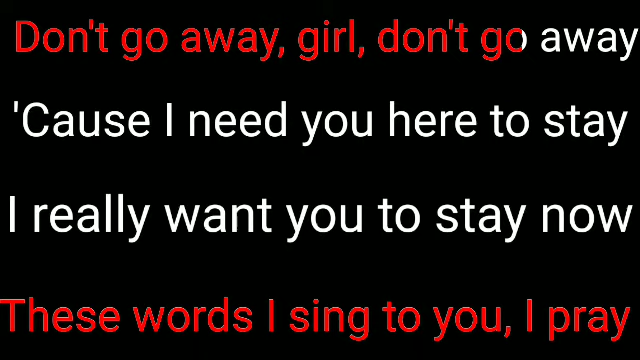 Don't go away, girl, don't go away
'Cause I need you here to stay
I really want you to stay now
These words I sing to you, I pray